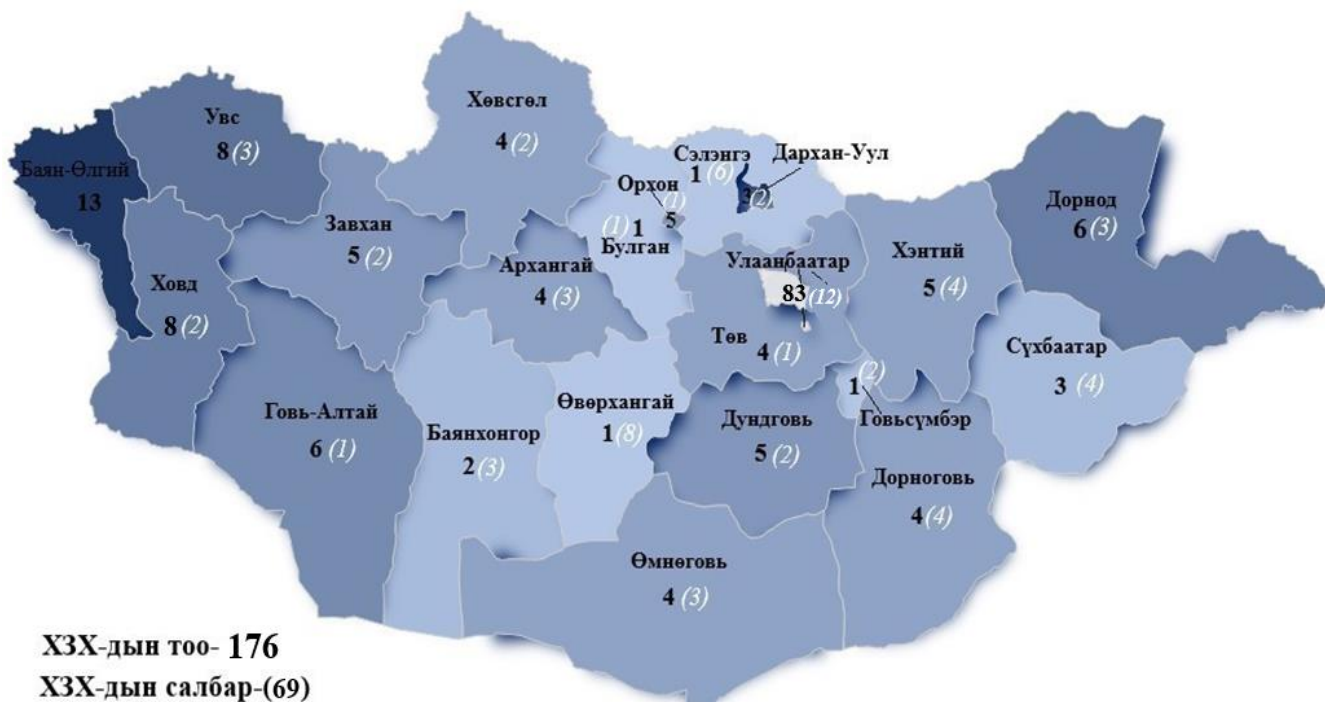 Хөвсгөл
4 (2)
Увс
8 (3)
Баян-Өлгий
13
Сэлэнгэ
1 (6)
Дархан-Уул
3 (2)
Орхон
(1)
5
(1) 1
Булган
Дорнод
6 (3)
Завхан
5 (2)
Архангай
4 (3)
Ховд
8 (2)
Улаанбаатар
83 (12)
Хэнтий
5 (4)
Төв
4 (1)
Сүхбаатар
3 (4)
(2)
1
Говьсүмбэр
Говь-Алтай
6 (1)
Баянхонгор
2 (3)
Өвөрхангай
1 (8)
Дундговь
5 (2)
Дорноговь
4 (4)
Өмнөговь
4 (3)
ХЗХ-дын тоо- 176
ХЗХ-дын салбар-(69)